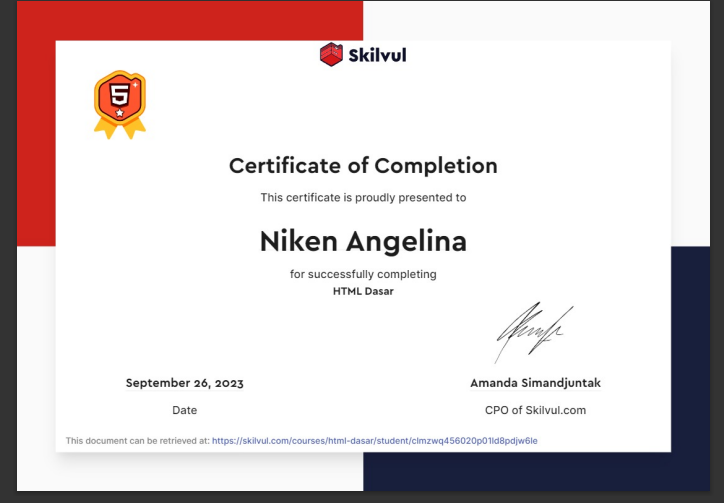 Skilvul
5
Certificate of Completion
This certificate is proudly presented to
Niken Angelina
for successfully completing
HTML Dasar
September 26, 2023
Amanda Simandjuntak
Date
CPO of Skilvul.com
This document can be retrieved at: https://skilvul.com/courses/html-dasar/student/clmzwq456020p01ld8pdjw6le